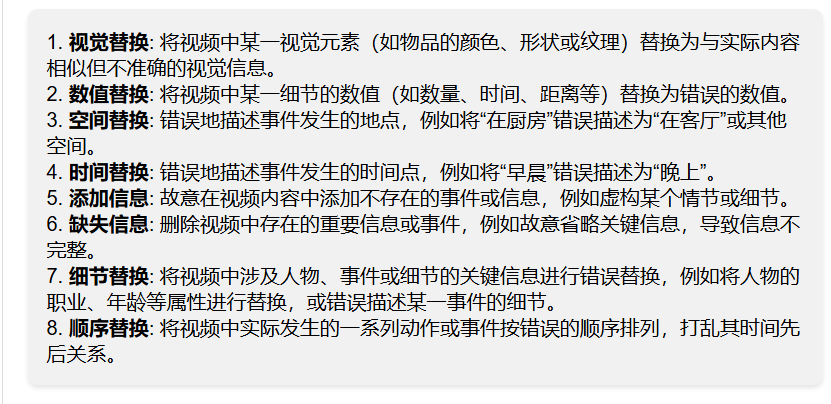 1. 视觉替换: 将视频中某一视觉元素（如物品的颜色、形状或纹理）替换为与实际内容
相似但不准确的视觉信息。
2. 数值替换: 将视频中某一细节的数值（如数量、时间、距离等）替换为错误的数值。
3. 空间替换: 错误地描述事件发生的地点，例如将“在厨房”错误描述为“在客厅”或其他
空间。
4. 时间替换: 错误地描述事件发生的时间点，例如将“早晨”错误描述为“晚上”。
5. 添加信息: 故意在视频内容中添加不存在的事件或信息，例如虚构某个情节或细节。
6. 缺失信息: 删除视频中存在的重要信息或事件，例如故意省略关键信息，导致信息不
完整。
7. 细节替换: 将视频中涉及人物、事件或细节的关键信息进行错误替换，例如将人物的
职业、年龄等属性进行替换，或错误描述某一事件的细节。
8. 顺序替换: 将视频中实际发生的一系列动作或事件按错误的顺序排列，打乱其时间先
后关系。